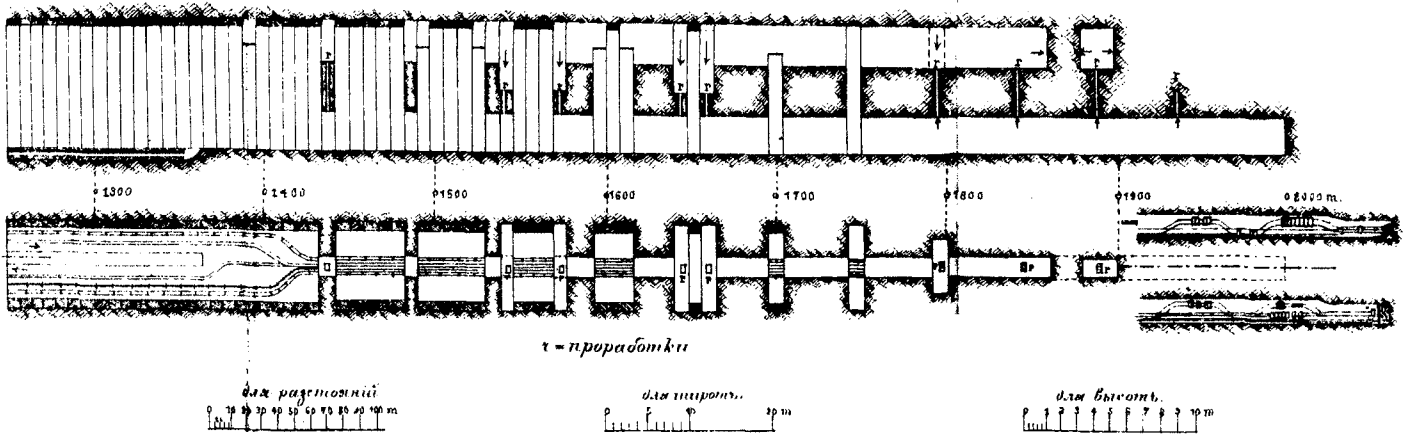 1300 1400 1500 1600 1700 1800 1900 2000 m.
r = проработки
для разстояній
0 10 20 30 40 50 60 70 80 90 100 m
для широтъ.
0 5 10 20 m
для высотъ.
0 1 2 3 4 5 6 7 8 9 10 m